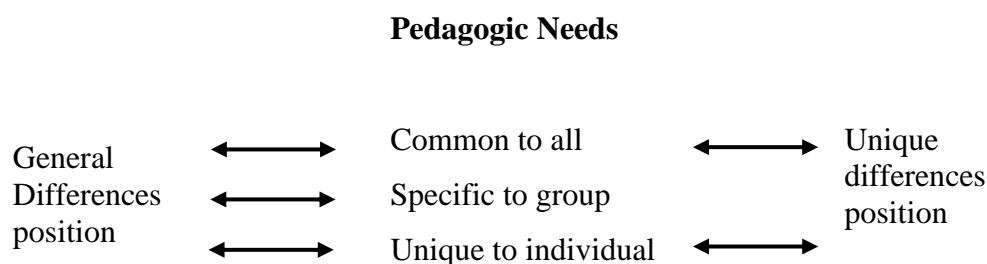 Pedagogic Needs
General
Differences
position
Common to all
Specific to group
Unique to individual
Unique
differences
position